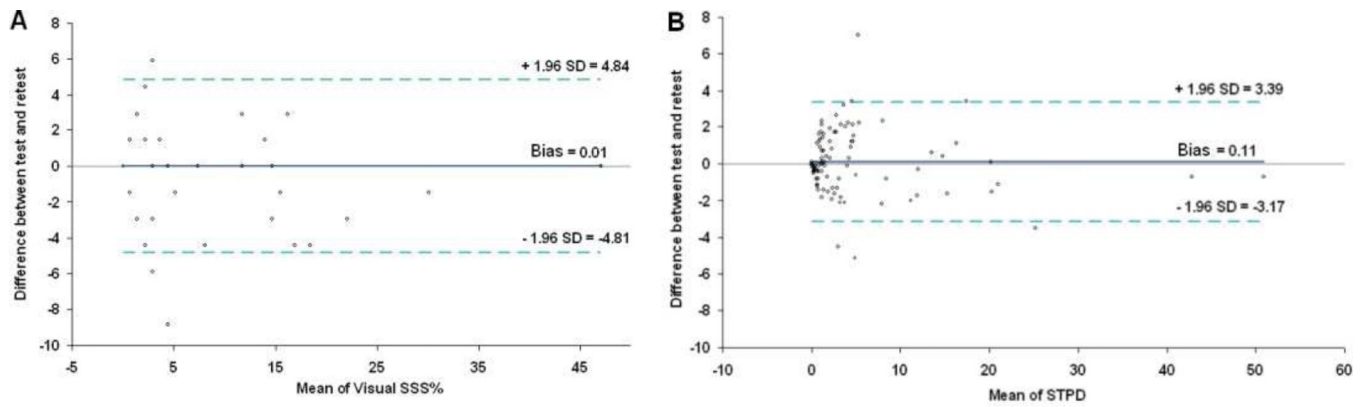 A
8
6
4
2
0
-2
-4
-6
-8
-10
Difference between test and retest
+ 1.96 SD = 4.84
Bias = 0.01
- 1.96 SD = -4.81
-5
5
15
25
35
45
Mean of Visual SSS%
B
8
6
4
2
0
-2
-4
-6
-8
-10
Difference between test and retest
+ 1.96 SD = 3.39
Bias = 0.11
- 1.96 SD = -3.17
-10
0
10
20
30
40
50
60
Mean of STPD